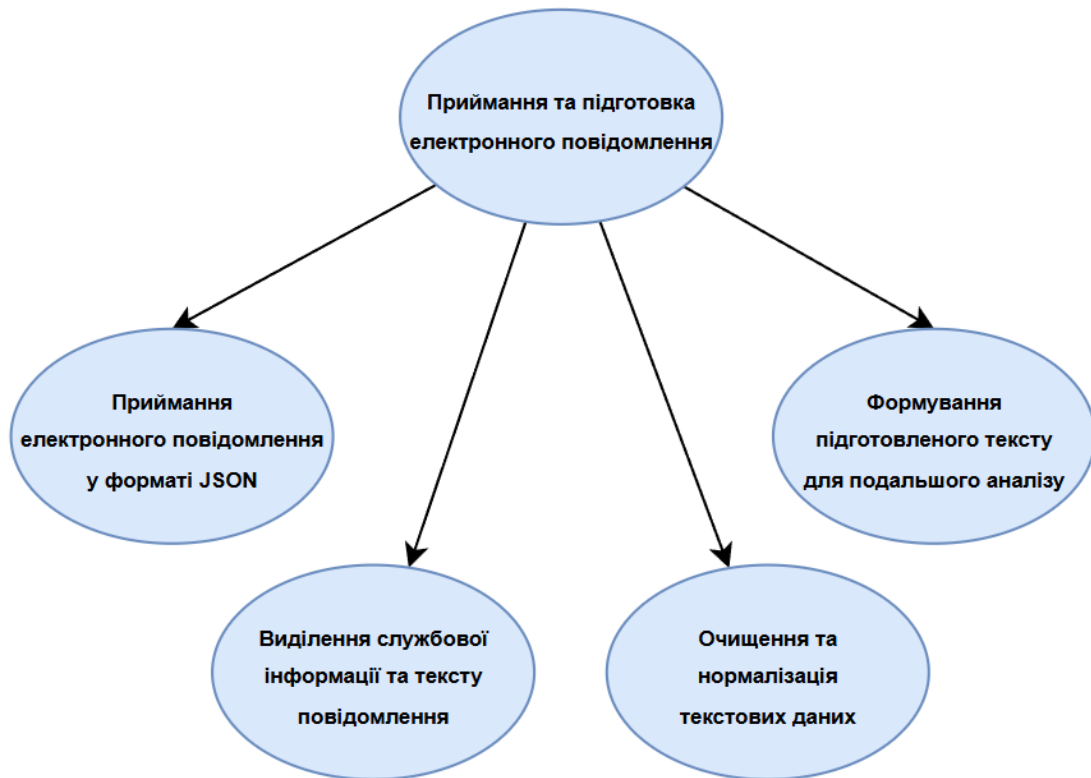 Приймання та підготовка
електронного повідомлення
Приймання
електронного повідомлення
у форматі JSON
Формування
підготовленого тексту
для подальшого аналізу
Виділення службової
інформації та тексту
повідомлення
Очищення та
нормалізація
текстових даних